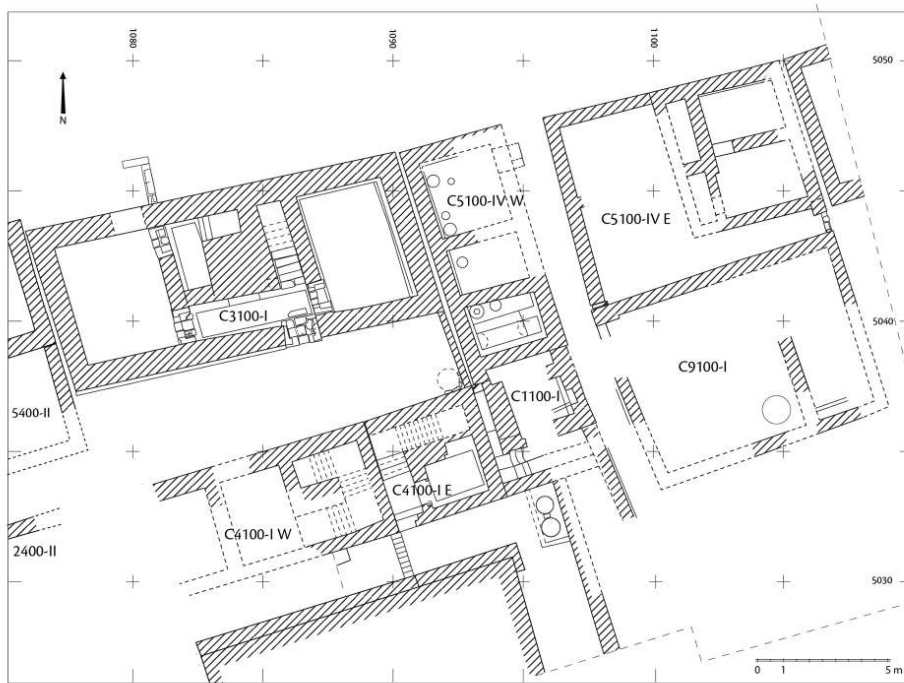 1080
1090
1100
5050
N
C5100-IV W
C5100-IV E
C3100-I
5040
C9100-I
C1100-I
5400-II
C4100-I E
C4100-I W
2400-II
5030
0 1 5 m